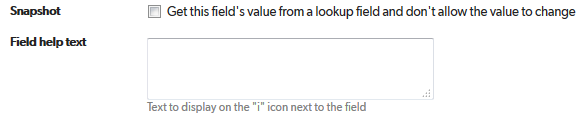 Snapshot Get this field's value from a lookup field and don't allow the value to change
Field help text
Text to display on the "i" icon next to the field